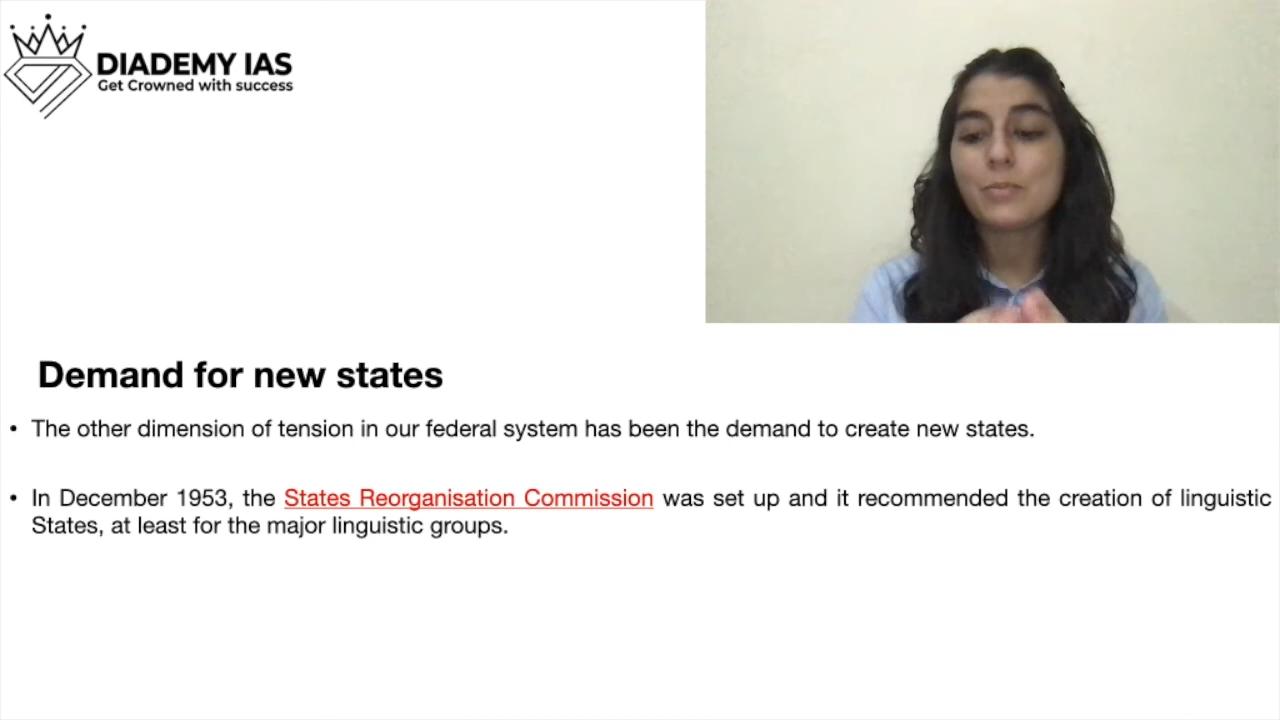 DIADEMY IAS
Get Crowned with success
Demand for new states
• The other dimension of tension in our federal system has been the demand to create new states.
• In December 1953, the States Reorganisation Commission was set up and it recommended the creation of linguistic
States, at least for the major linguistic groups.